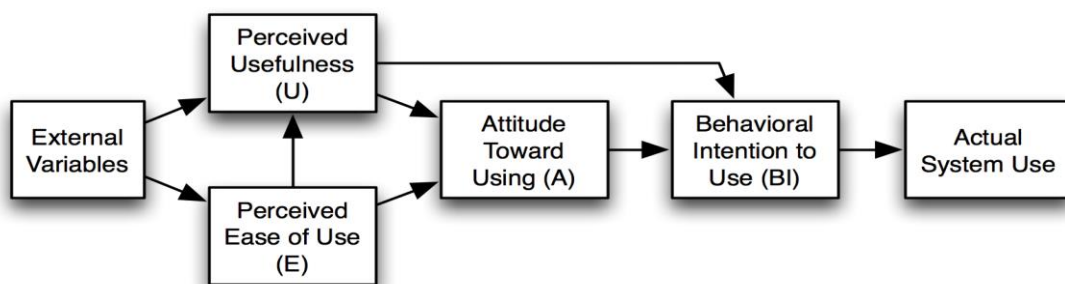 External
Variables
Perceived
Usefulness
(U)
Perceived
Ease of Use
(E)
Attitude
Toward
Using (A)
Behavioral
Intention to
Use (BI)
Actual
System Use